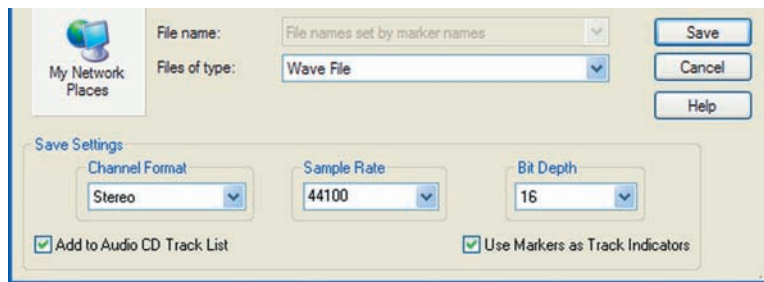 File name:
File names set by marker names
Save
My Network
Places
Files of type:
Wave File
Cancel
Help
Save Settings
Channel Format
Sample Rate
Bit Depth
Stereo
44100
16
Add to Audio CD Track List
Use Markers as Track Indicators